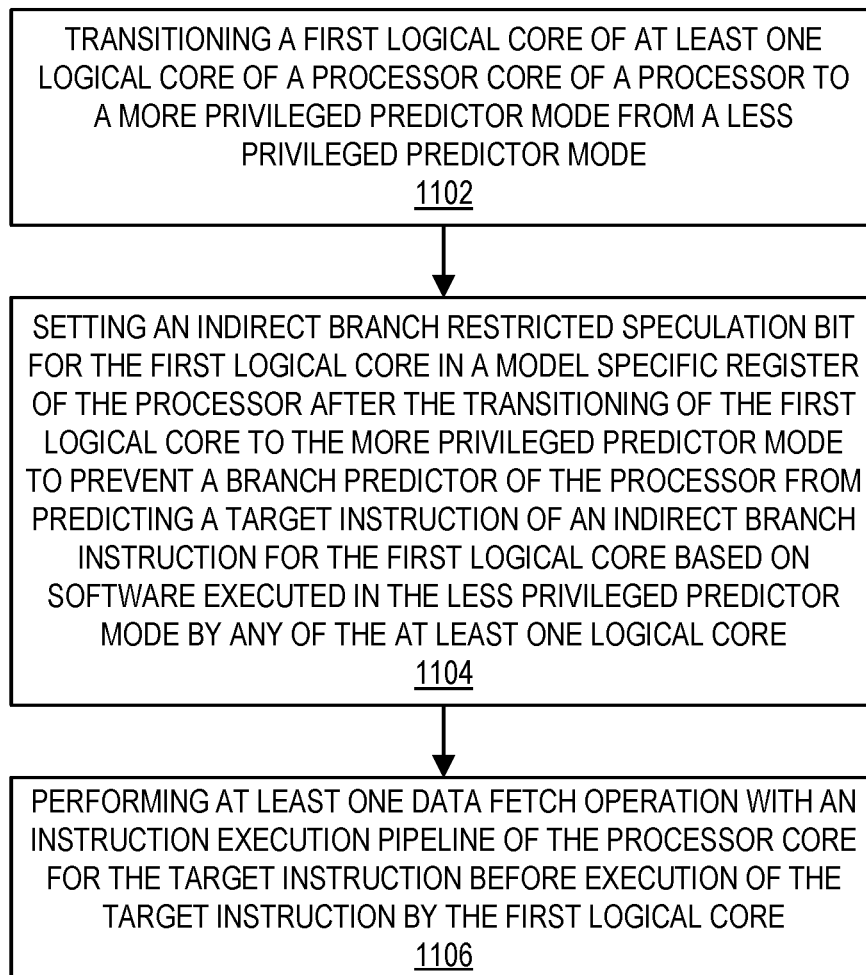 TRANSITIONING A FIRST LOGICAL CORE OF AT LEAST ONE
LOGICAL CORE OF A PROCESSOR CORE OF A PROCESSOR TO
A MORE PRIVILEGED PREDICTOR MODE FROM A LESS
PRIVILEGED PREDICTOR MODE
1102
SETTING AN INDIRECT BRANCH RESTRICTED SPECULATION BIT
FOR THE FIRST LOGICAL CORE IN A MODEL SPECIFIC REGISTER
OF THE PROCESSOR AFTER THE TRANSITIONING OF THE FIRST
LOGICAL CORE TO THE MORE PRIVILEGED PREDICTOR MODE
TO PREVENT A BRANCH PREDICTOR OF THE PROCESSOR FROM
PREDICTING A TARGET INSTRUCTION OF AN INDIRECT BRANCH
INSTRUCTION FOR THE FIRST LOGICAL CORE BASED ON
SOFTWARE EXECUTED IN THE LESS PRIVILEGED PREDICTOR
MODE BY ANY OF THE AT LEAST ONE LOGICAL CORE
1104
PERFORMING AT LEAST ONE DATA FETCH OPERATION WITH AN
INSTRUCTION EXECUTION PIPELINE OF THE PROCESSOR CORE
FOR THE TARGET INSTRUCTION BEFORE EXECUTION OF THE
TARGET INSTRUCTION BY THE FIRST LOGICAL CORE
1106